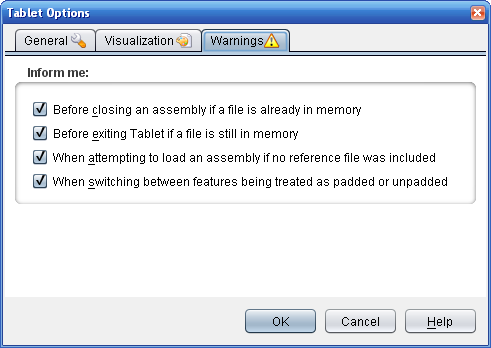 Tablet Options
General Visualization Warnings
Inform me:
Before closing an assembly if a file is already in memory
Before exiting Tablet if a file is still in memory
When attempting to load an assembly if no reference file was included
When switching between features being treated as padded or unpadded
OK Cancel Help